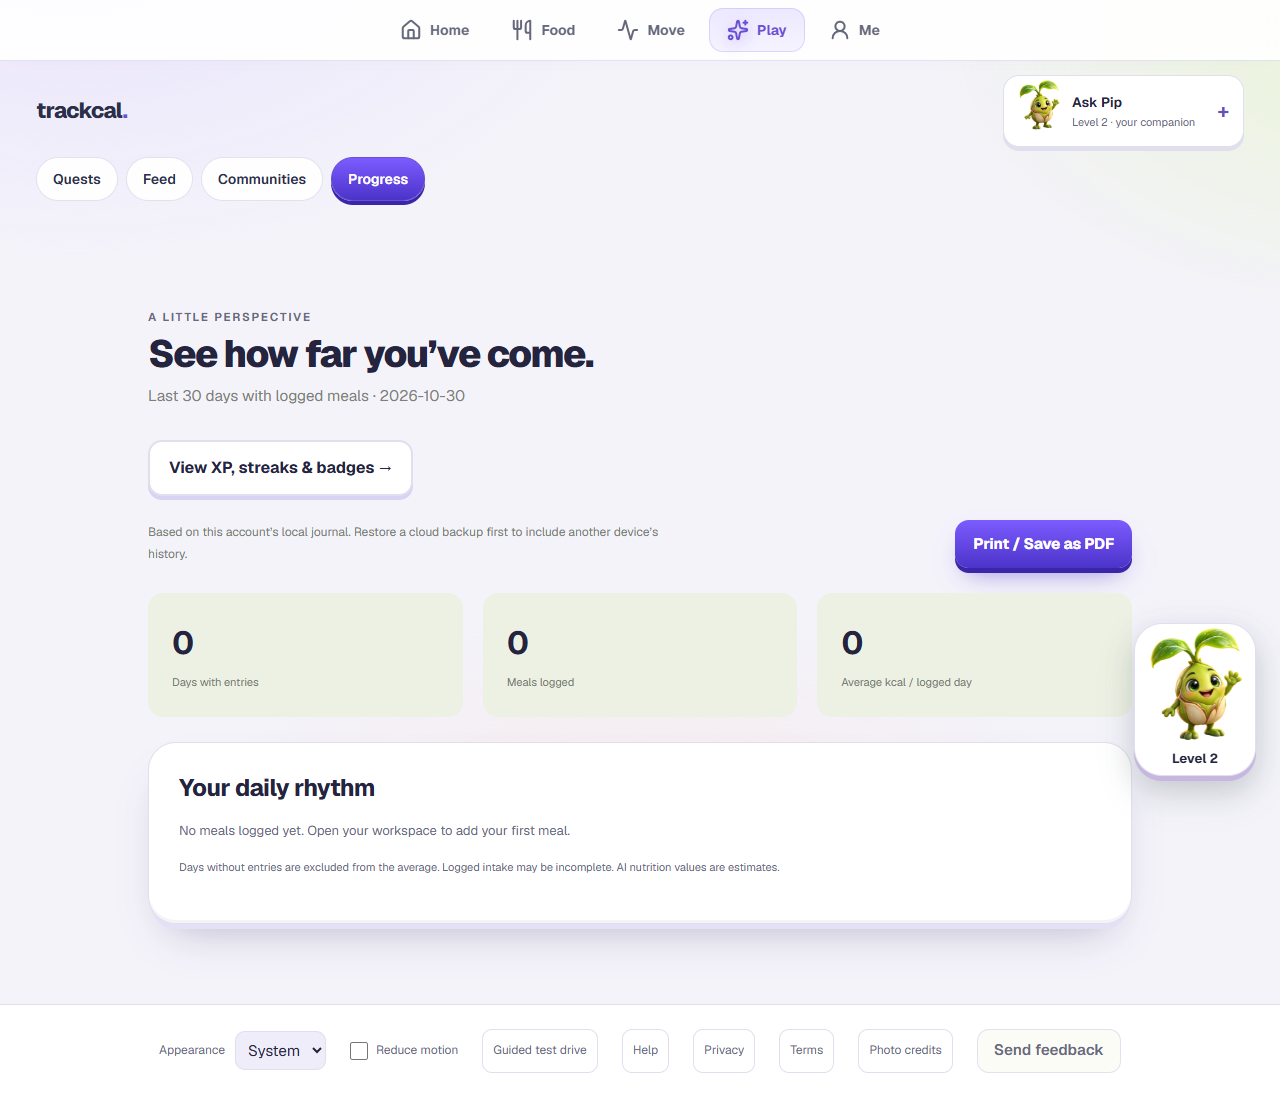 Home
Food
Move
Play
Me
trackcal.
Ask Pip
Level 2 · your companion
+
Quests
Feed
Communities
Progress
A LITTLE PERSPECTIVE
See how far you’ve come.
Last 30 days with logged meals · 2026-10-30
View XP, streaks & badges →
Based on this account's local journal. Restore a cloud backup first to include another device's
history.
Print / Save as PDF
0
Days with entries
0
Meals logged
0
Average kcal / logged day
Level 2
Your daily rhythm
No meals logged yet. Open your workspace to add your first meal.
Days without entries are excluded from the average. Logged intake may be incomplete. AI nutrition values are estimates.
Appearance
System
Reduce motion
Guided test drive
Help
Privacy
Terms
Photo credits
Send feedback